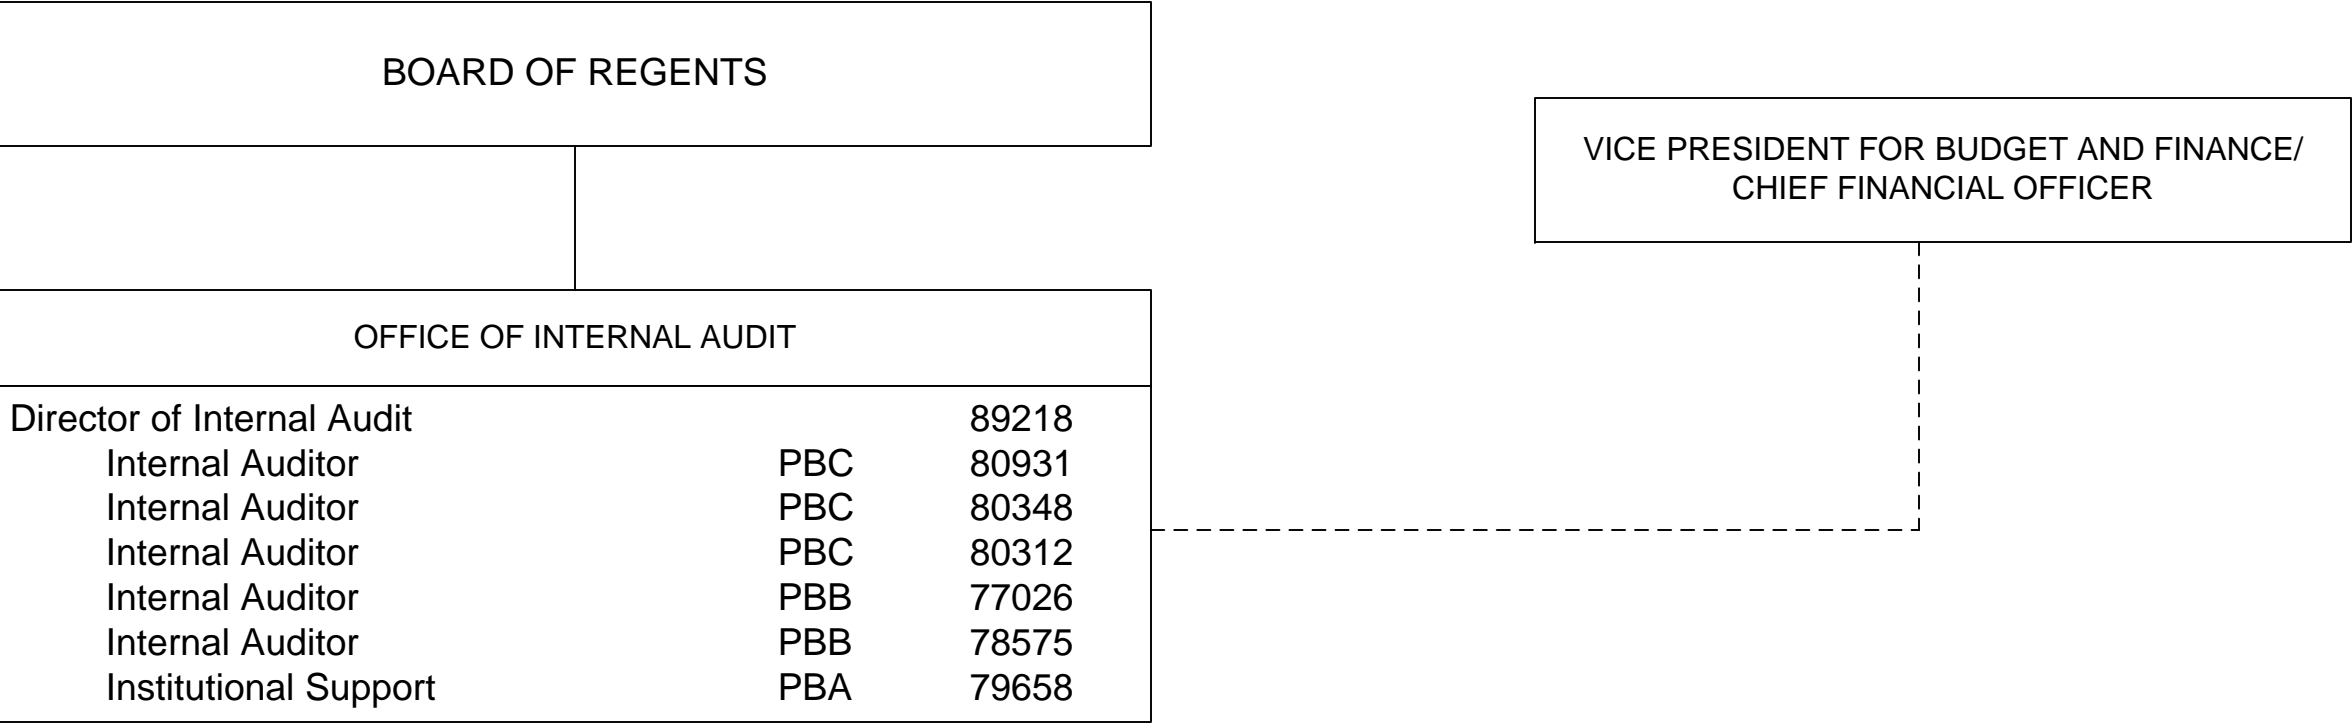 BOARD OF REGENTS
VICE PRESIDENT FOR BUDGET AND FINANCE/
CHIEF FINANCIAL OFFICER
OFFICE OF INTERNAL AUDIT
Director of Internal Audit 89218
Internal Auditor PBC 80931
Internal Auditor PBC 80348
Internal Auditor PBC 80312
Internal Auditor PBB 77026
Internal Auditor PBB 78575
Institutional Support PBA 79658